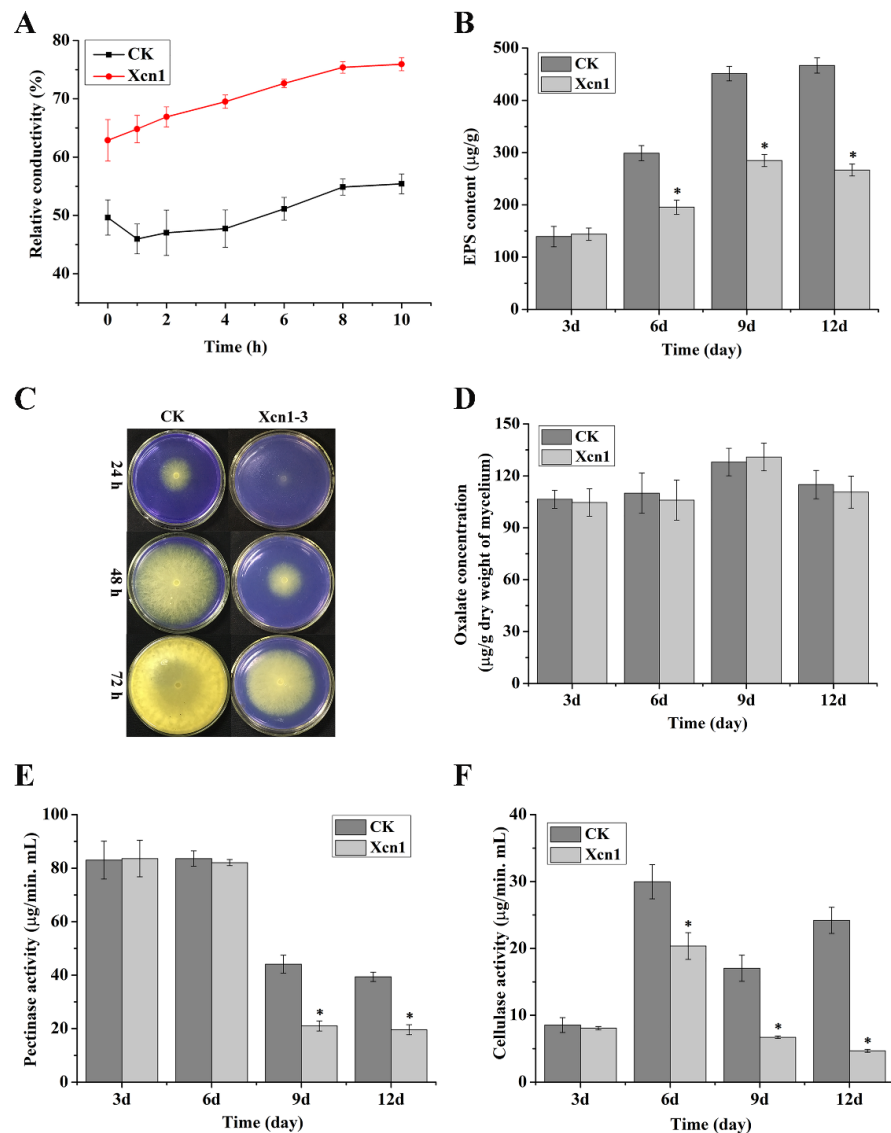 A
CK
Xcn1
Relative conductivity (%)
80
70
60
50
40
0
2
4
6
8
10
Time (h)
B
CK
Xcn1
EPS content (μg/g)
500
400
300
200
100
0
*
*
*
3d
6d
9d
12d
Time (day)
C
CK
Xcn1-3
24 h
48 h
72 h
D
CK
Xcn1
Oxalate concentration
(μg/g dry weight of mycelium)
150
120
90
60
30
0
3d
6d
9d
12d
Time (day)
E
CK
Xcn1
Pectinase activity (μg/min. mL)
100
80
60
40
20
0
*
*
3d
6d
9d
12d
Time (day)
F
CK
Xcn1
Cellulase activity (μg/min. mL)
40
30
20
10
0
*
*
*
3d
6d
9d
12d
Time (day)